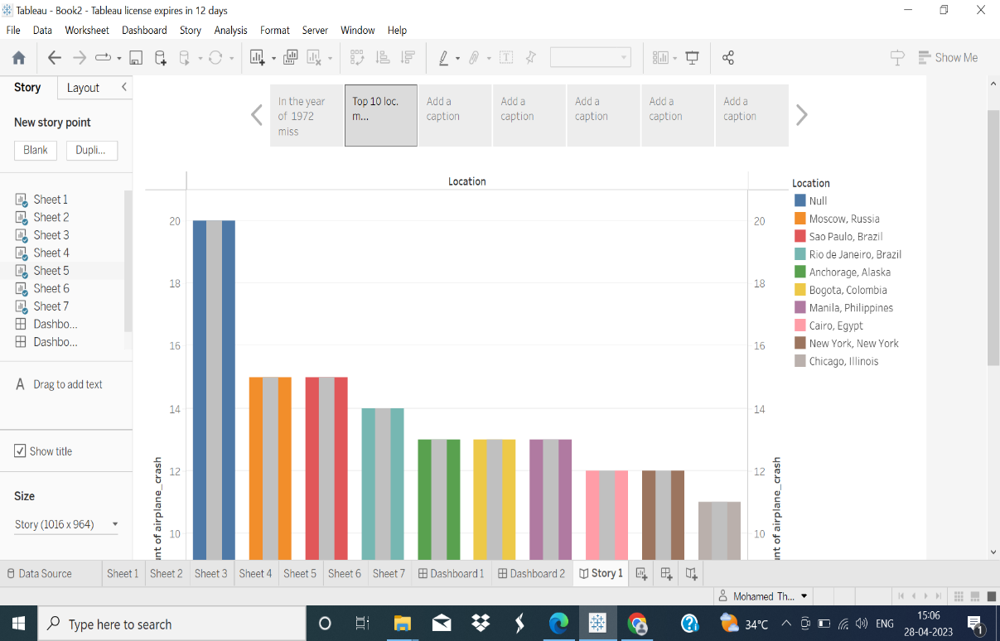 Tableau - Book2 - Tableau license expires in 12 days
File Data Worksheet Dashboard Story Analysis Format Server Window Help
Show Me
Story Layout
New story point
Blank Dupli...
Sheet 1
Sheet 2
Sheet 3
Sheet 4
Sheet 5
Sheet 6
Sheet 7
Dashbo...
Dashbo...
A Drag to add text
Show title
Size
Story (1016 x 964)
In the year
of 1972
miss
Top 10 loc.
m...
Add a
caption
Add a
caption
Add a
caption
Add a
caption
Add a
caption
Location
20
18
16
14
12
10
nt of airplane_crash
20
18
16
14
12
10
nt of airplane_crash
Location
Null
Moscow, Russia
Sao Paulo, Brazil
Rio de Janeiro, Brazil
Anchorage, Alaska
Bogota, Colombia
Manila, Philippines
Cairo, Egypt
New York, New York
Chicago, Illinois
Data Source Sheet 1 Sheet 2 Sheet 3 Sheet 4 Sheet 5 Sheet 6 Sheet 7 Dashboard 1 Dashboard 2 Story 1
Mohamed Th...
Type here to search
34°C ENG
15:06
28-04-2023
1